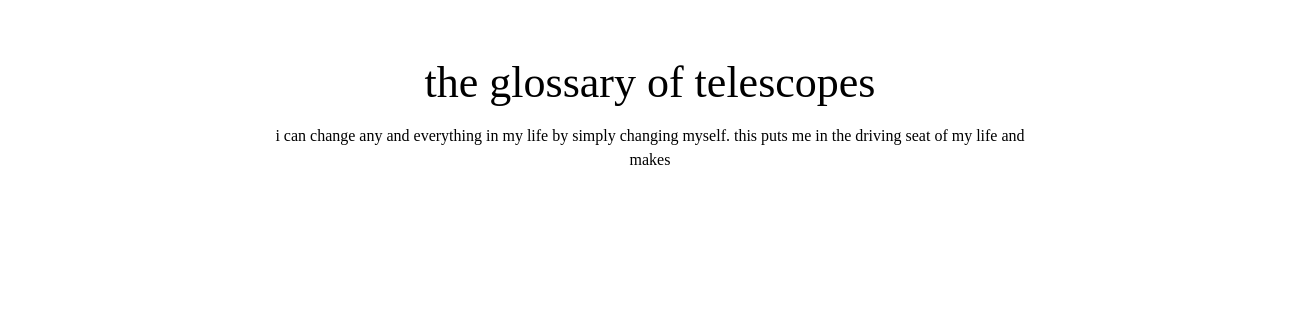 the glossary of telescopes
i can change any and everything in my life by simply changing myself. this puts me in the driving seat of my life and
makes